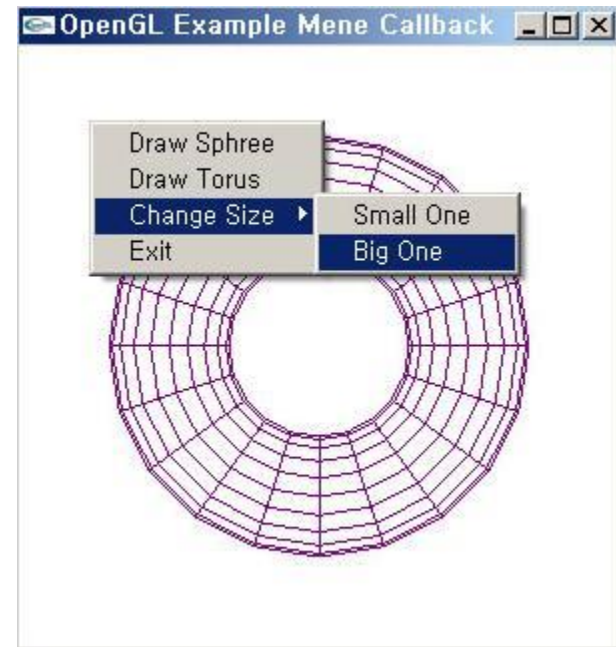 OpenGL Example Mene Callback
Draw Sphree
Draw Torus
Change Size
Exit
Small One
Big One